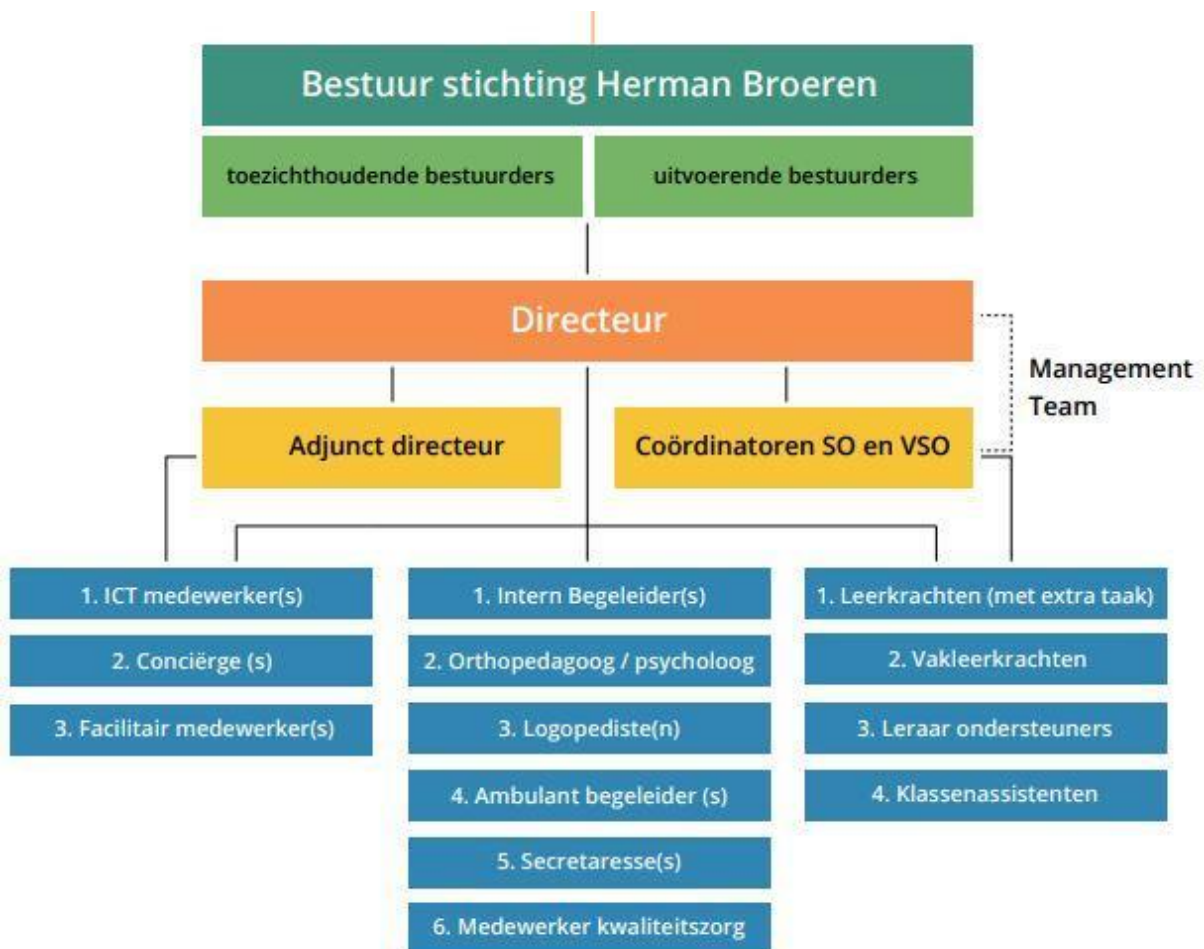 Bestuur stichting Herman Broeren
toezichthoudende bestuurders
uitvoerende bestuurders
Directeur
Management
Team
Adjunct directeur
Coördinatoren SO en VSO
1. ICT medewerker(s)
2. Conciërge (s)
3. Facilitair medewerker(s)
1. Intern Begeleider(s)
2. Orthopedagoog / psycholoog
3. Logopediste(n)
4. Ambulant begeleider (s)
5. Secretaresse(s)
6. Medewerker kwaliteitszorg
1. Leerkrachten (met extra taak)
2. Vakleerkrachten
3. Leraar ondersteuners
4. Klassenassistenten